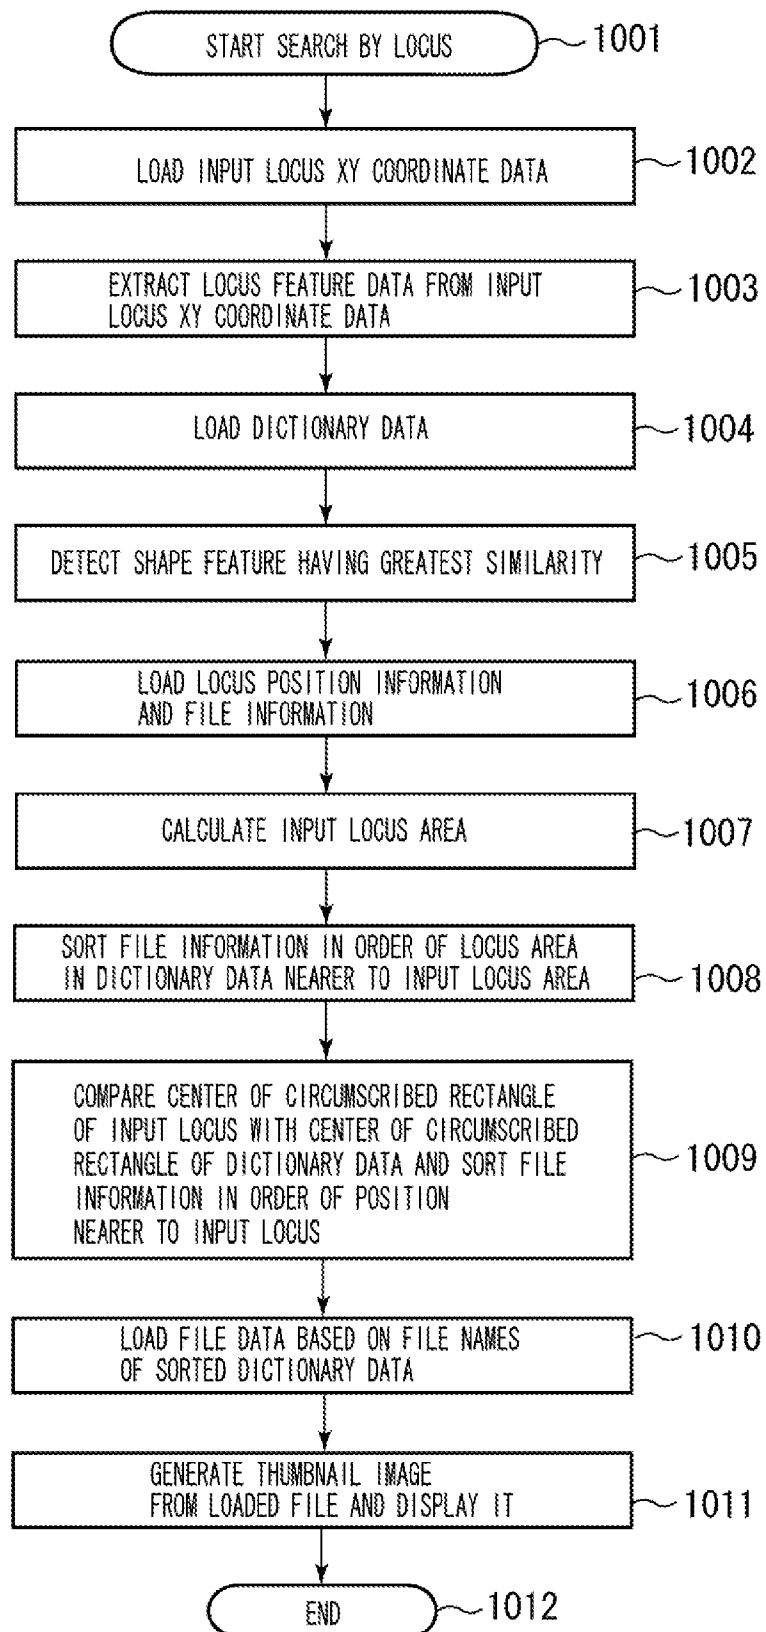 START SEARCH BY LOCUS
1001
LOAD INPUT LOCUS XY COORDINATE DATA
1002
EXTRACT LOCUS FEATURE DATA FROM INPUT
LOCUS XY COORDINATE DATA
1003
LOAD DICTIONARY DATA
1004
DETECT SHAPE FEATURE HAVING GREATEST SIMILARITY
1005
LOAD LOCUS POSITION INFORMATION
AND FILE INFORMATION
1006
CALCULATE INPUT LOCUS AREA
1007
SORT FILE INFORMATION IN ORDER OF LOCUS AREA
IN DICTIONARY DATA NEARER TO INPUT LOCUS AREA
1008
COMPARE CENTER OF CIRCUMSCRIBED RECTANGLE
OF INPUT LOCUS WITH CENTER OF CIRCUMSCRIBED
RECTANGLE OF DICTIONARY DATA AND SORT FILE
INFORMATION IN ORDER OF POSITION
NEARER TO INPUT LOCUS
1009
LOAD FILE DATA BASED ON FILE NAMES
OF SORTED DICTIONARY DATA
1010
GENERATE THUMBNAIL IMAGE
FROM LOADED FILE AND DISPLAY IT
1011
END
1012